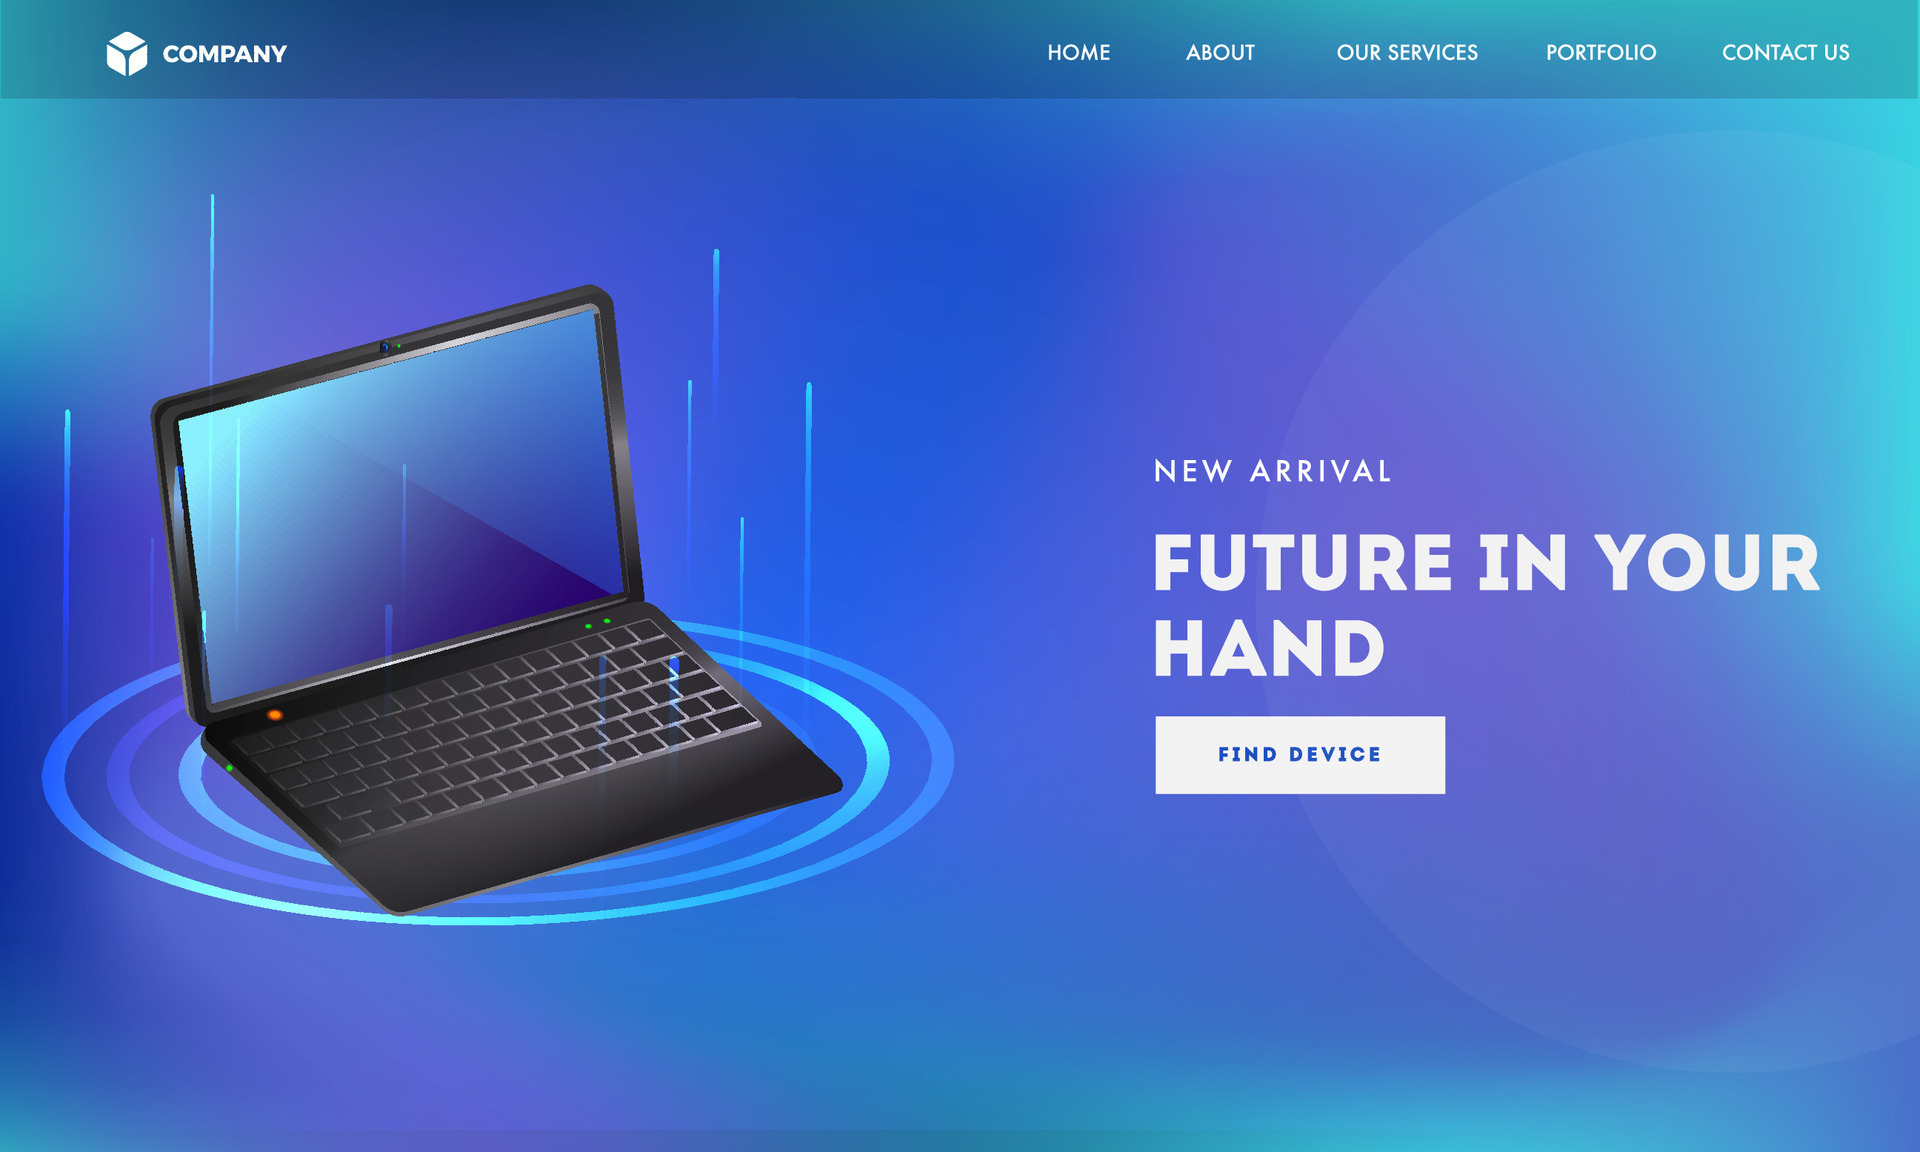 COMPANY
HOME ABOUT OUR SERVICES PORTFOLIO CONTACT US
NEW ARRIVAL
FUTURE IN YOUR
HAND
FIND DEVICE